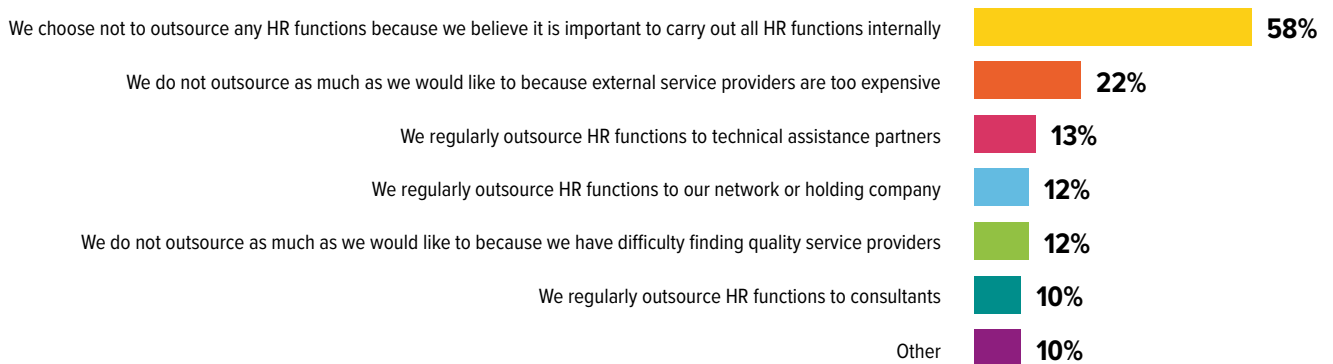 We choose not to outsource any HR functions because we believe it is important to carry out all HR functions internally 58%
We do not outsource as much as we would like to because external service providers are too expensive 22%
We regularly outsource HR functions to technical assistance partners 13%
We regularly outsource HR functions to our network or holding company 12%
We do not outsource as much as we would like to because we have difficulty finding quality service providers 12%
We regularly outsource HR functions to consultants 10%
Other 10%